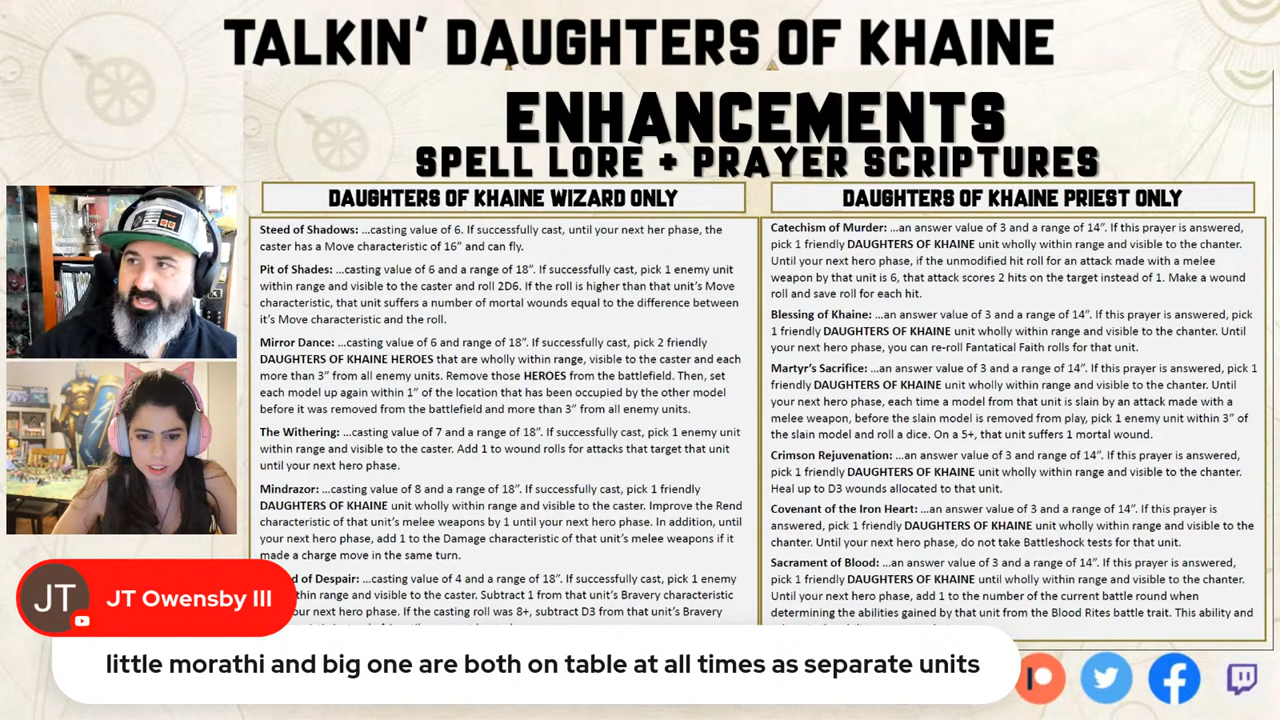 TALKIN' DAUGHTERS OF KHAINE
ENHANCEMENTS
SPELL LORE + PRAYER SCRIPTURES
DAUGHTERS OF KHAINE WIZARD ONLY
Steed of Shadows: ...casting value of 6. If successfully cast, until your next her phase, the
caster has a Move characteristic of 16" and can fly.
Pit of Shades: ...casting value of 6 and a range of 18". If successfully cast, pick 1 enemy unit
within range and visible to the caster and roll 2D6. If the roll is higher than that unit's Move
characteristic, that unit suffers a number of mortal wounds equal to the difference between
it's Move characteristic and the roll.
Mirror Dance: ...casting value of 6 and range of 18". If successfully cast, pick 2 friendly
DAUGHTERS OF KHAINE HEROES that are wholly within range, visible to the caster and each
more than 3" from all enemy units. Remove those HEROES from the battlefield. Then, set
each model up again within 1" of the location that has been occupied by the other model
before it was removed from the battlefield and more than 3" from all enemy units.
The Withering: ...casting value of 7 and a range of 18". If successfully cast, pick 1 enemy unit
within range and visible to the caster. Add 1 to wound rolls for attacks that target that unit
until your next hero phase.
Mindrazor: ...casting value of 8 and a range of 18". If successfully cast, pick 1 friendly
DAUGHTERS OF KHAINE unit wholly within range and visible to the caster. Improve the Rend
characteristic of that unit's melee weapons by 1 until your next hero phase. In addition, until
your next hero phase, add 1 to the Damage characteristic of that unit's melee weapons if it
made a charge move in the same turn.
of Despair: ...casting value of 4 and a range of 18". If successfully cast, pick 1 enemy
range and visible to the caster. Subtract 1 from that unit's Bravery characteristic
next hero phase. If the casting roll was 8+, subtract D3 from that unit's Bravery
DAUGHTERS OF KHAINE PRIEST ONLY
Catechism of Murder: ...an answer value of 3 and a range of 14". If this prayer is answered,
pick 1 friendly DAUGHTERS OF KHAINE unit wholly within range and visible to the chanter.
Until your next hero phase, if the unmodified hit roll for an attack made with a melee
weapon by that unit is 6, that attack scores 2 hits on the target instead of 1. Make a wound
roll and save roll for each hit.
Blessing of Khaine: ...an answer value of 3 and a range of 14". If this prayer is answered, pick
1 friendly DAUGHTERS OF KHAINE unit wholly within range and visible to the chanter. Until
your next hero phase, you can re-roll Fantatical Faith rolls for that unit.
Martyr's Sacrifice: ...an answer value of 3 and a range of 14". If this prayer is answered, pick 1
friendly DAUGHTERS OF KHAINE unit wholly within range and visible to the chanter. Until
your next hero phase, each time a model from that unit is slain by an attack made with a
melee weapon, before the slain model is removed from play, pick 1 enemy unit within 3" of
the slain model and roll a dice. On a 5+, that unit suffers 1 mortal wound.
Crimson Rejuvenation: ...an answer value of 3 and a range of 14". If this prayer is answered,
pick 1 friendly DAUGHTERS OF KHAINE unit wholly within range and visible to the chanter.
Heal up to D3 wounds allocated to that unit.
Covenant of the Iron Heart: ...an answer value of 3 and a range of 14". If this prayer is
answered, pick 1 friendly DAUGHTERS OF KHAINE unit wholly within range and visible to the
chanter. Until your next hero phase, do not take Battleshock tests for that unit.
Sacrament of Blood: ...an answer value of 3 and a range of 14". If this prayer is answered,
pick 1 friendly DAUGHTERS OF KHAINE until wholly within range and visible to the chanter.
Until your next hero phase, add 1 to the number of the current battle round when
determining the abilities gained by that unit from the Blood Rites battle trait. This ability and
JT
JT Owensby III
little morathi and big one are both on table at all times as separate units